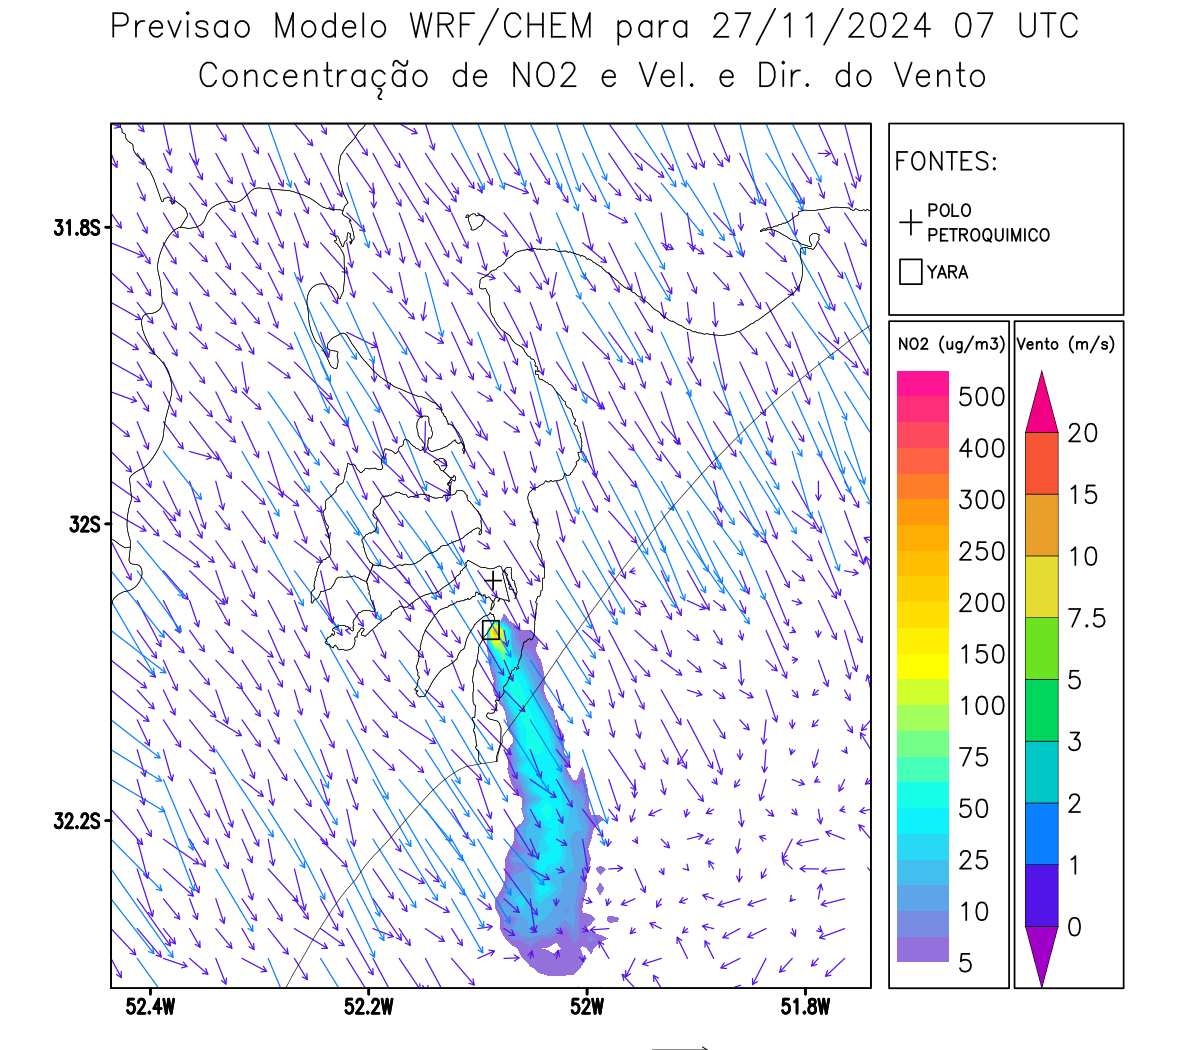 Previsao Modelo WRF/CHEM para 27/11/2024 07 UTC
Concentração de NO2 e Vel. e Dir. do Vento
FONTES:
POLO
PETROQUIMICO
YARA
NO2 (ug/m3)
500
400
300
250
200
150
100
75
50
25
10
5
Vento (m/s)
20
15
10
7.5
5
3
2
1
0
31.8S
32S
32.2S
52.4W
52.2W
52W
51.8W